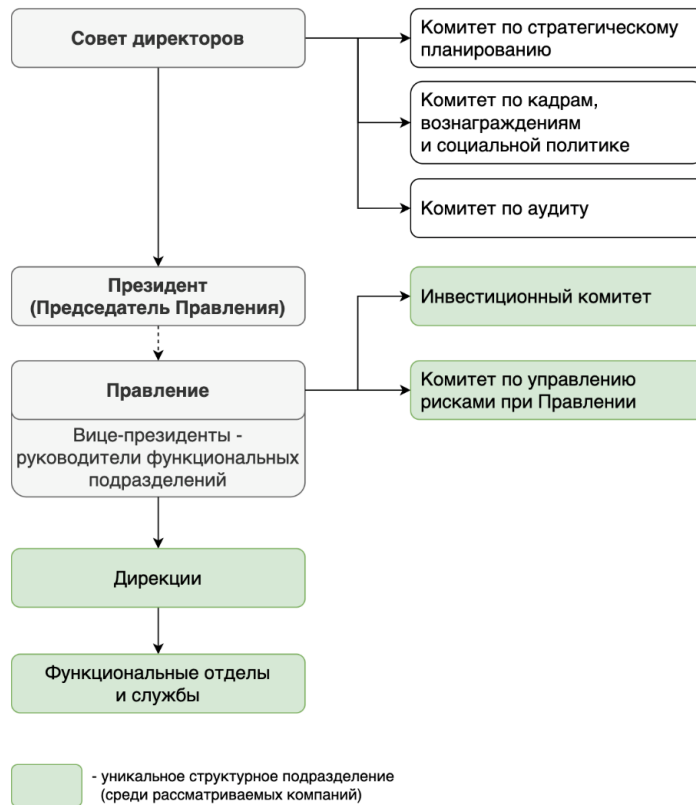 Совет директоров
Комитет по стратегическому
планированию
Комитет по кадрам,
вознаграждениям
и социальной политике
Комитет по аудиту
Президент
(Председатель Правления)
Инвестиционный комитет
Правление
Комитет по управлению
рисками при Правлении
Вице-президенты -
руководители функциональных
подразделений
Дирекции
Функциональные отделы
и службы
- уникальное структурное подразделение
(среди рассматриваемых компаний)